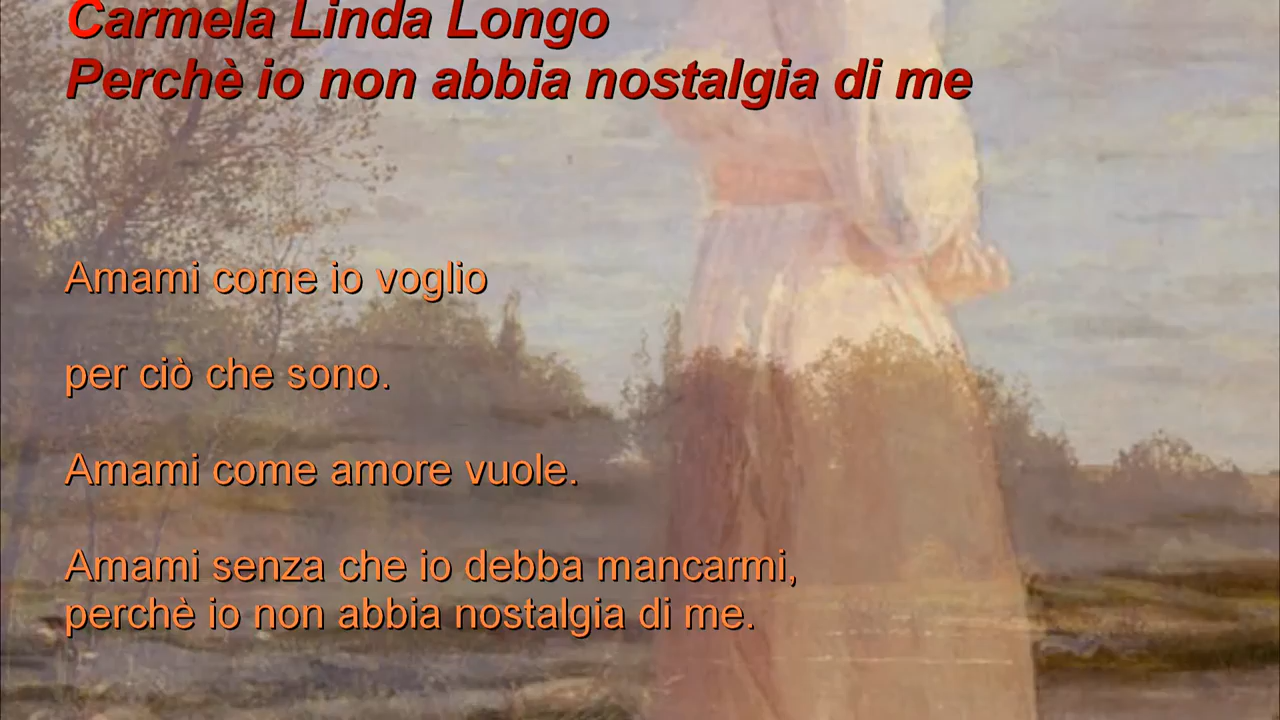 Carmela Linda Longo
Perchè io non abbia nostalgia di me
Amami come io voglio
per ciò che sono.
Amami come amore vuole.
Amami senza che io debba mancarmi,
perchè io non abbia nostalgia di me.